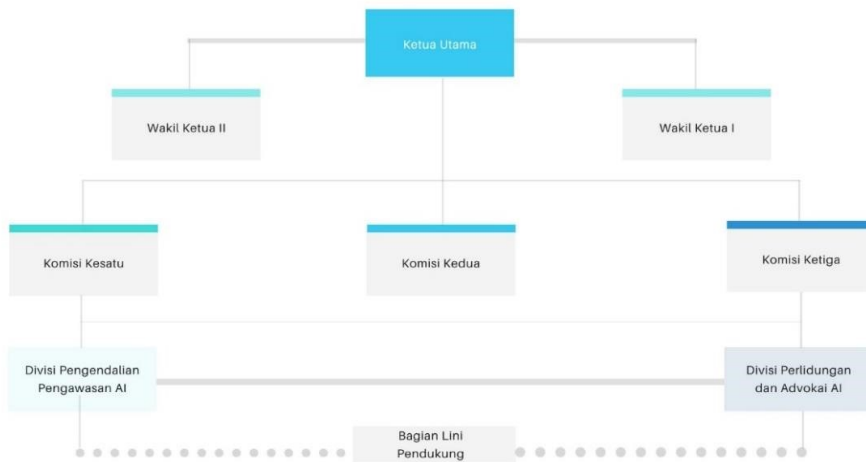 Ketua Utama
Wakil Ketua II
Wakil Ketua I
Komisi Kesatu
Komisi Kedua
Komisi Ketiga
Divisi Pengendalian
Pengawasan AI
Divisi Perlidungan
dan Advokai AI
Bagian Lini
Pendukung